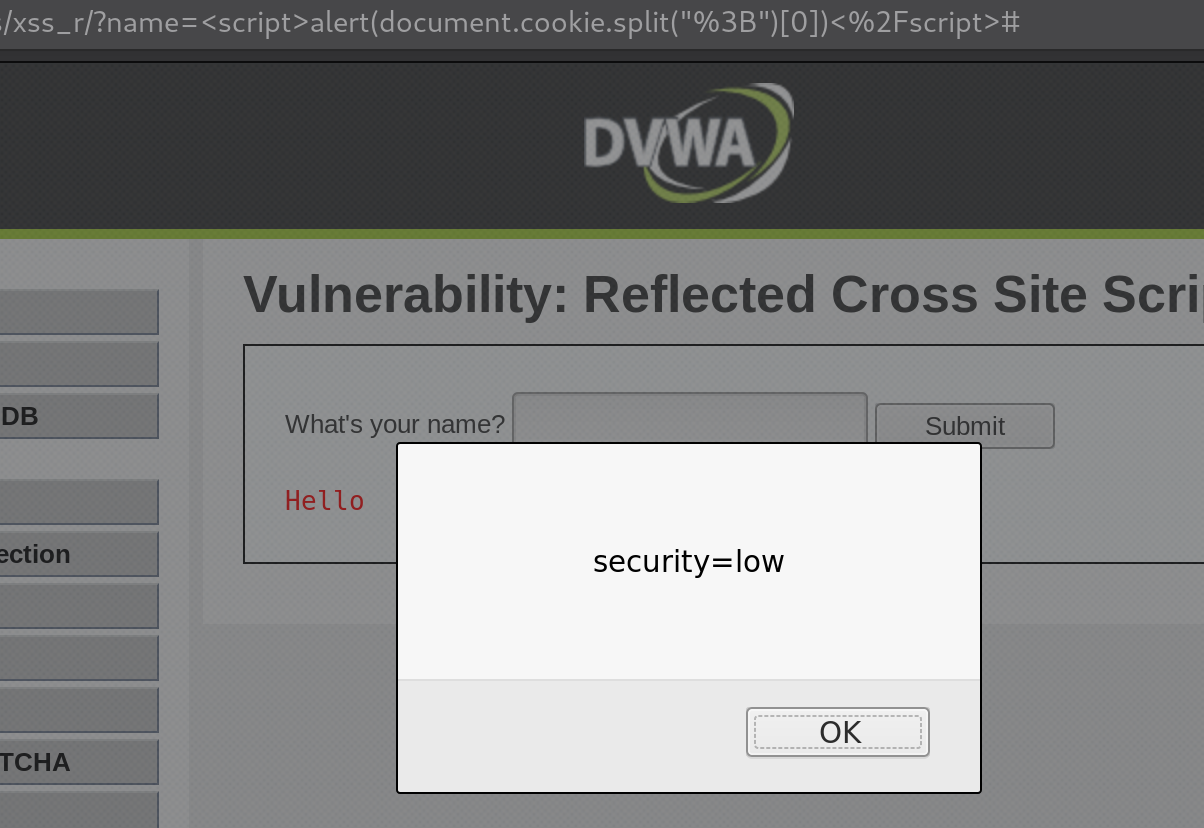 s/xss_r/?name=<script>alert(document.cookie.split("%3B")[0])<%2Fscript>#
DVWA
Vulnerability: Reflected Cross Site Scri
DB
ection
TCHA
What's your name?
Submit
Hello
security=low
OK